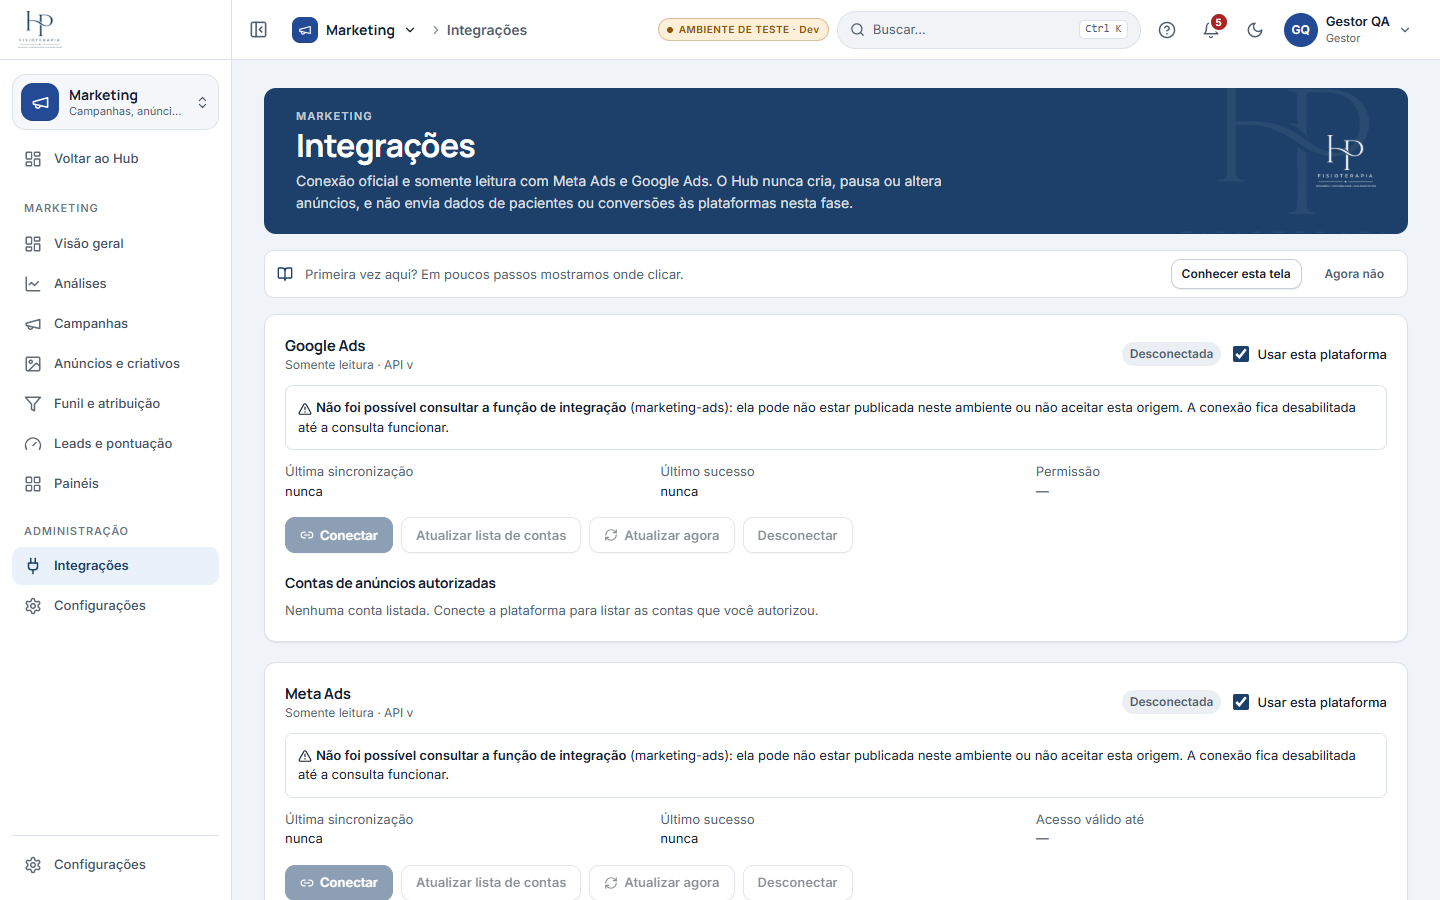 HP
FISIOTERAPIA
Marketing
Integrações
AMBIENTE DE TESTE · Dev
Buscar...
Ctrl K
5
GQ
Gestor QA
Gestor
Marketing
Campanhas, anúnci...
Voltar ao Hub
MARKETING
Visão geral
Análises
Campanhas
Anúncios e criativos
Funil e atribuição
Leads e pontuação
Painéis
ADMINISTRAÇÃO
Integrações
Configurações
Configurações
MARKETING
Integrações
Conexão oficial e somente leitura com Meta Ads e Google Ads. O Hub nunca cria, pausa ou altera
anúncios, e não envia dados de pacientes ou conversões às plataformas nesta fase.
HP
FISIOTERAPIA
Primeira vez aqui? Em poucos passos mostramos onde clicar.
Conhecer esta tela
Agora não
Google Ads
Somente leitura · API v
Desconectada
Usar esta plataforma
Não foi possível consultar a função de integração (marketing-ads): ela pode não estar publicada neste ambiente ou não aceitar esta origem. A conexão fica desabilitada
até a consulta funcionar.
Última sincronização
nunca
Último sucesso
nunca
Permissão
—
Conectar
Atualizar lista de contas
Atualizar agora
Desconectar
Contas de anúncios autorizadas
Nenhuma conta listada. Conecte a plataforma para listar as contas que você autorizou.
Meta Ads
Somente leitura · API v
Desconectada
Usar esta plataforma
Não foi possível consultar a função de integração (marketing-ads): ela pode não estar publicada neste ambiente ou não aceitar esta origem. A conexão fica desabilitada
até a consulta funcionar.
Última sincronização
nunca
Último sucesso
nunca
Acesso válido até
—
Conectar
Atualizar lista de contas
Atualizar agora
Desconectar